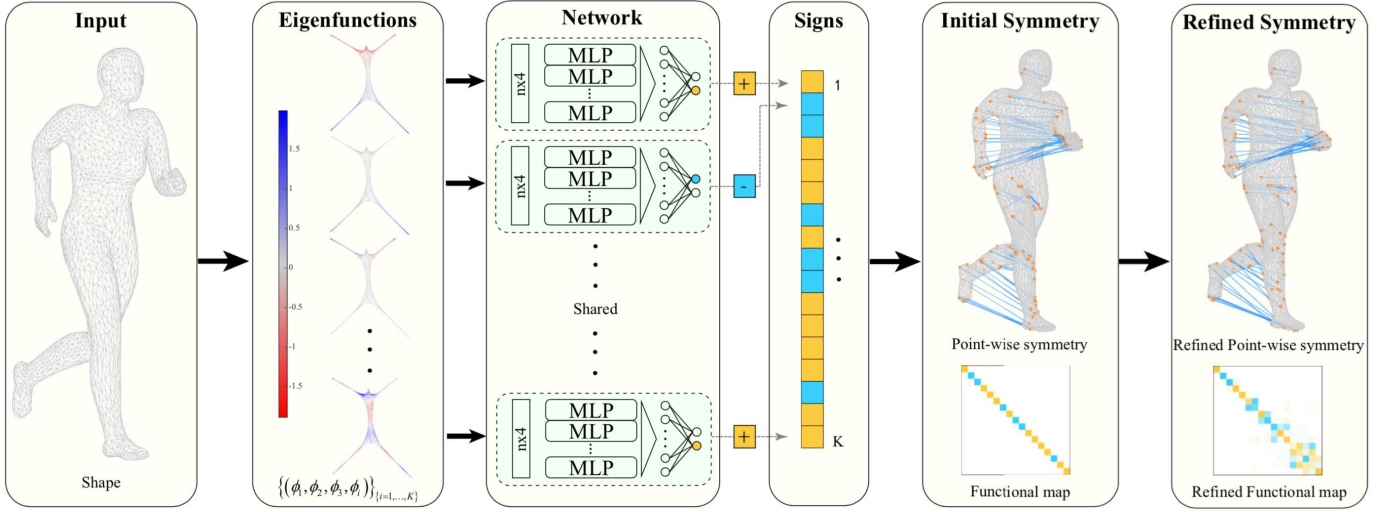 Input
Shape
Eigenfunctions
1.5
1
0.5
0
-0.5
-1
-1.5
{(ϕ₁, ϕ₂, ϕ₃, ϕᵢ)}_{i=1,...,K}
Network
nx4
MLP
MLP
MLP
+
nx4
MLP
MLP
MLP
-
Shared
nx4
MLP
MLP
MLP
+
Signs
1
K
Initial Symmetry
Point-wise symmetry
Functional map
Refined Symmetry
Refined Point-wise symmetry
Refined Functional map